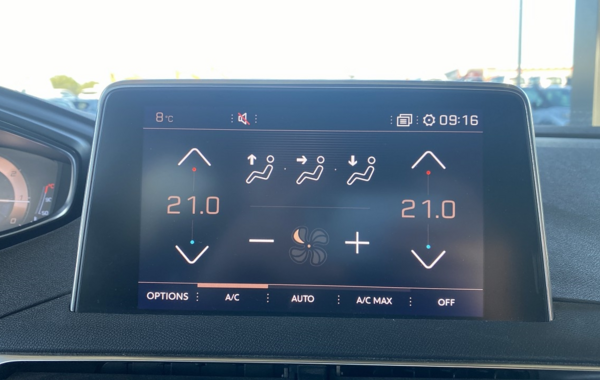 8°C 09:16
21.0 21.0
OPTIONS A/C AUTO A/C MAX OFF